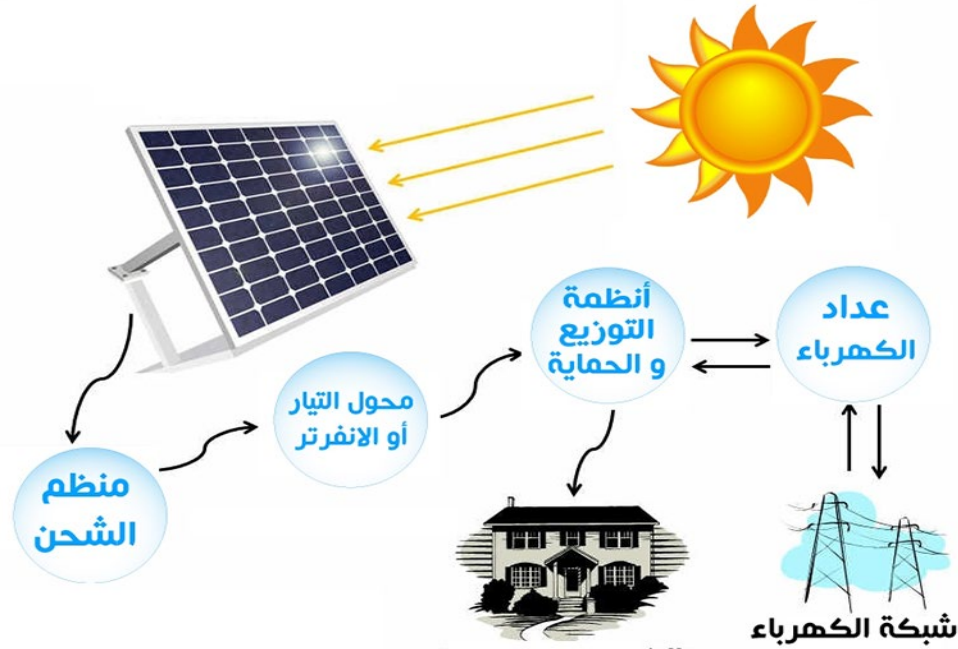 أنظمة
التوزيع
و الحماية
عداد
الكهرباء
محول التيار
أو الانفرتر
منظم
الشحن
شبكة الكهرباء